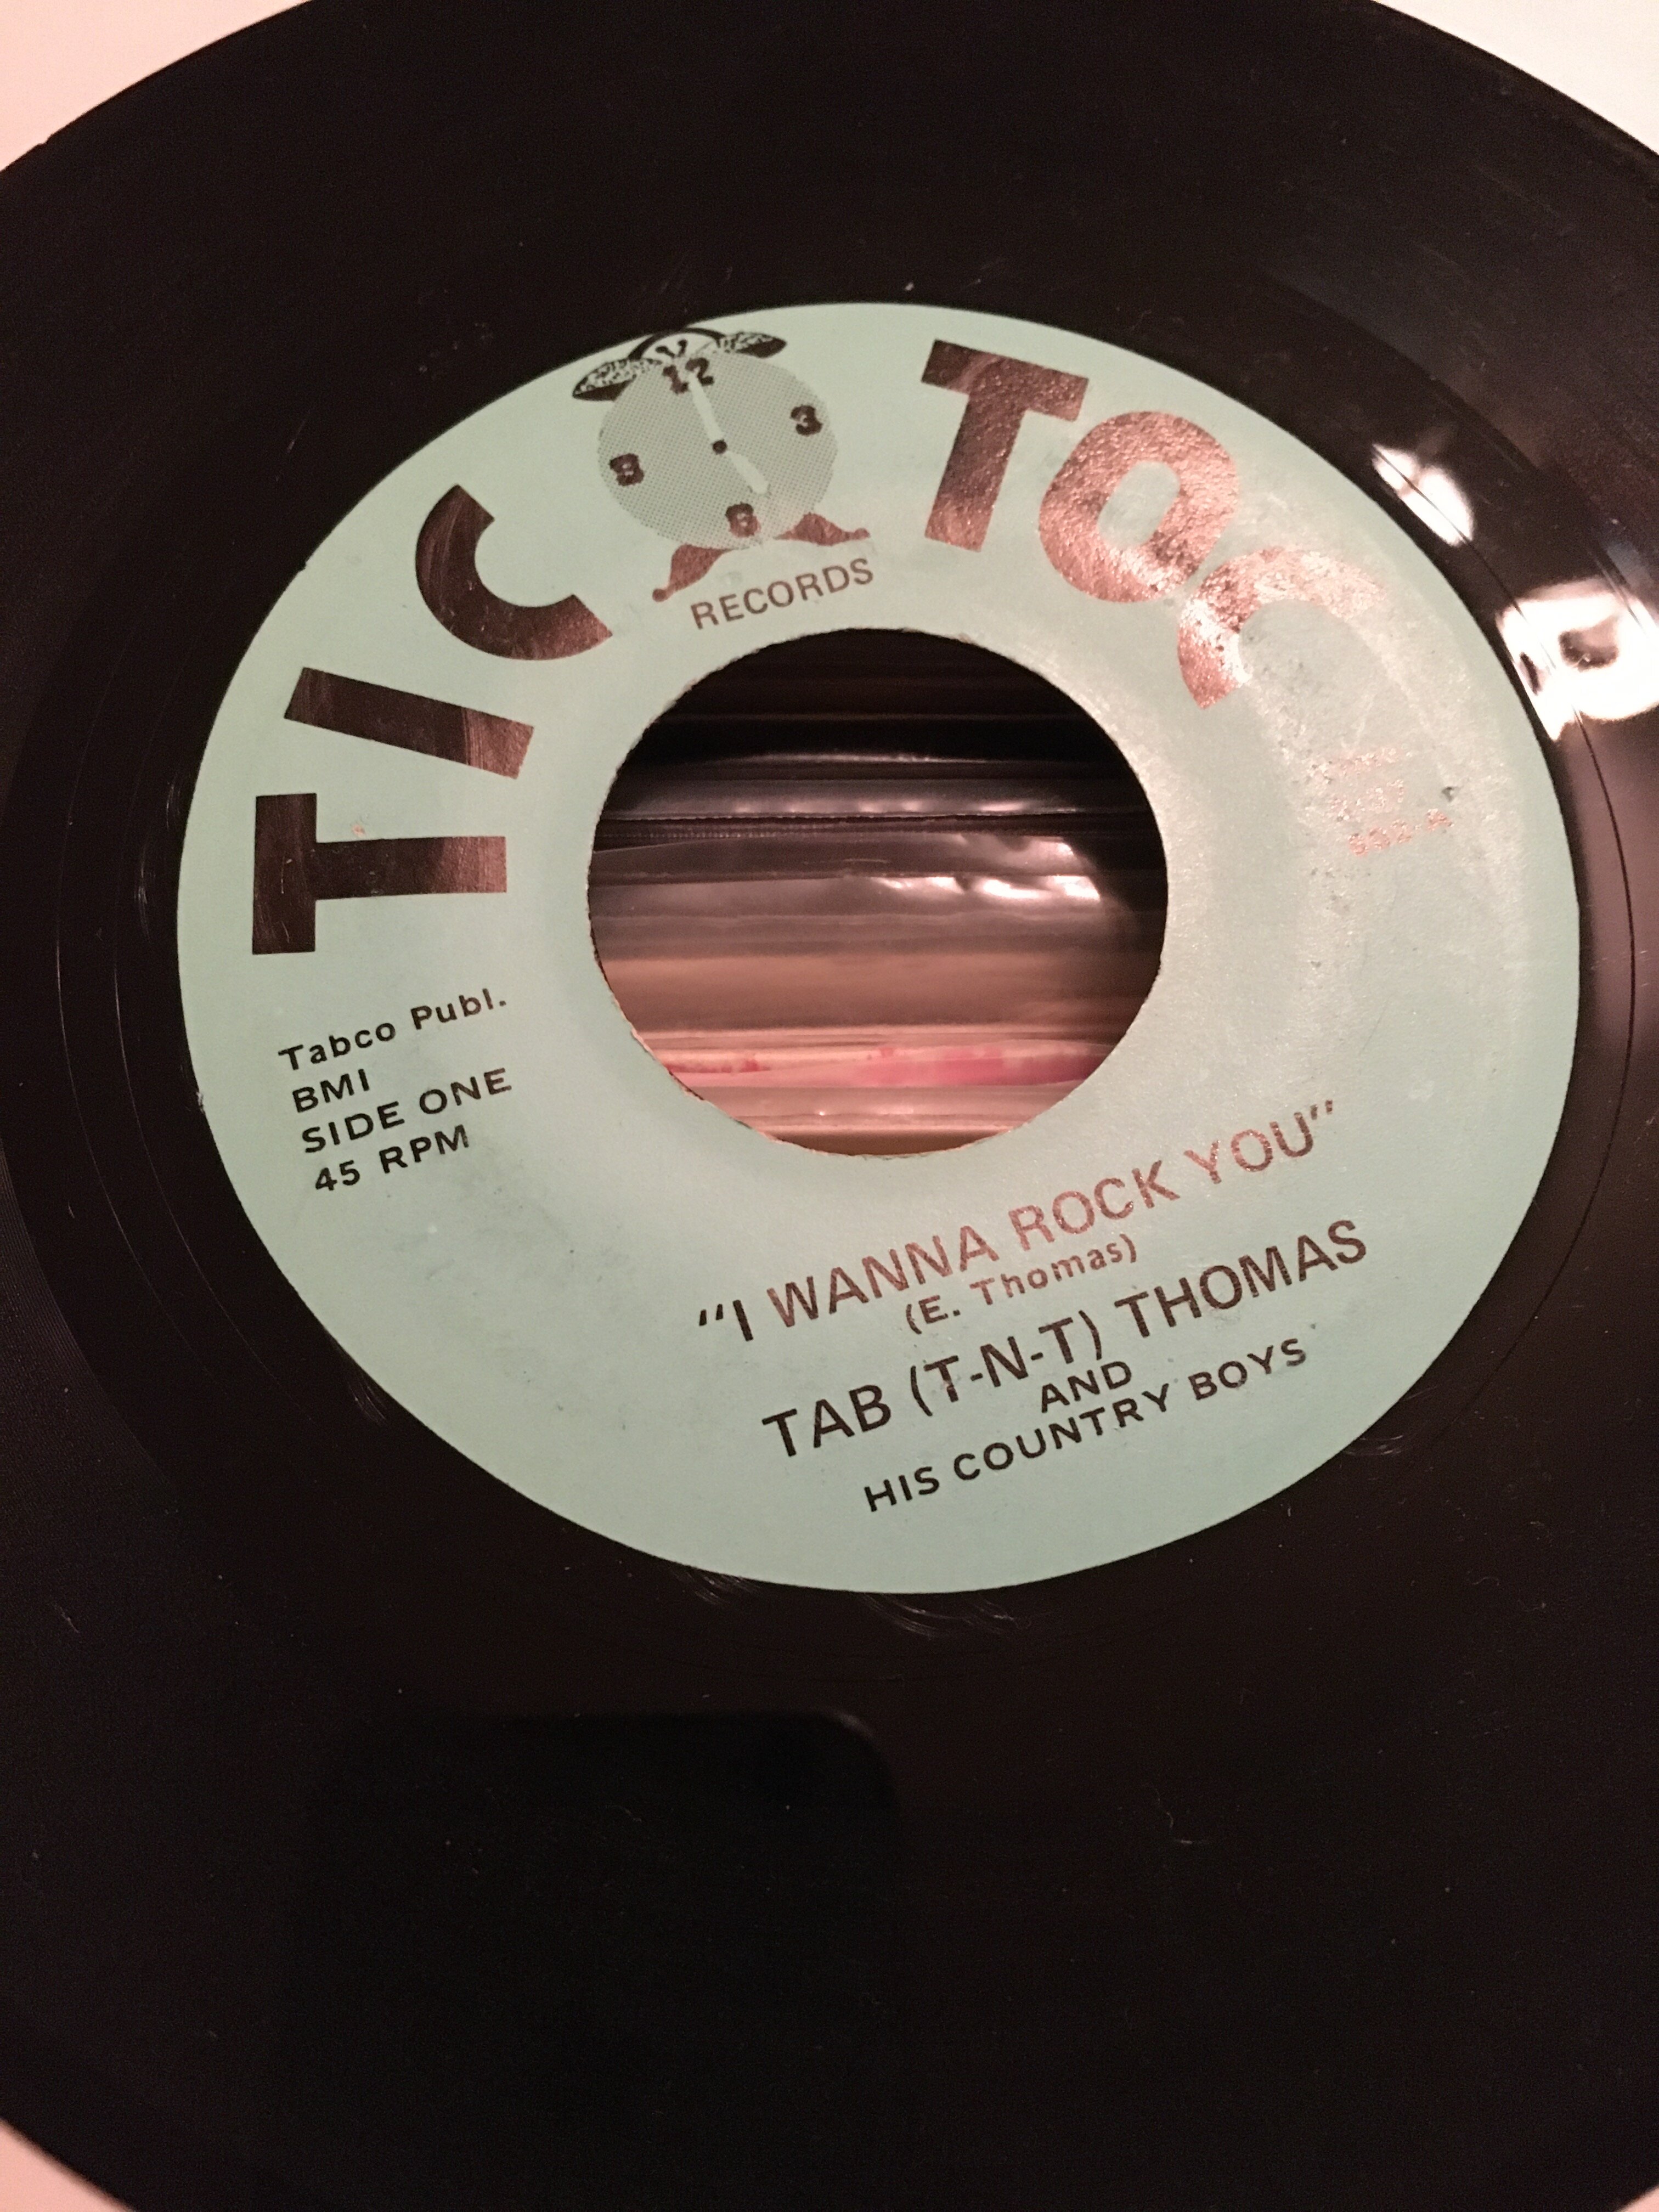 TIC TOC
12
3
6
9
RECORDS
Tabco Publ.
BMI
SIDE ONE
45 RPM
"I WANNA ROCK YOU"
(E. Thomas)
TAB (T-N-T) THOMAS
AND
HIS COUNTRY BOYS